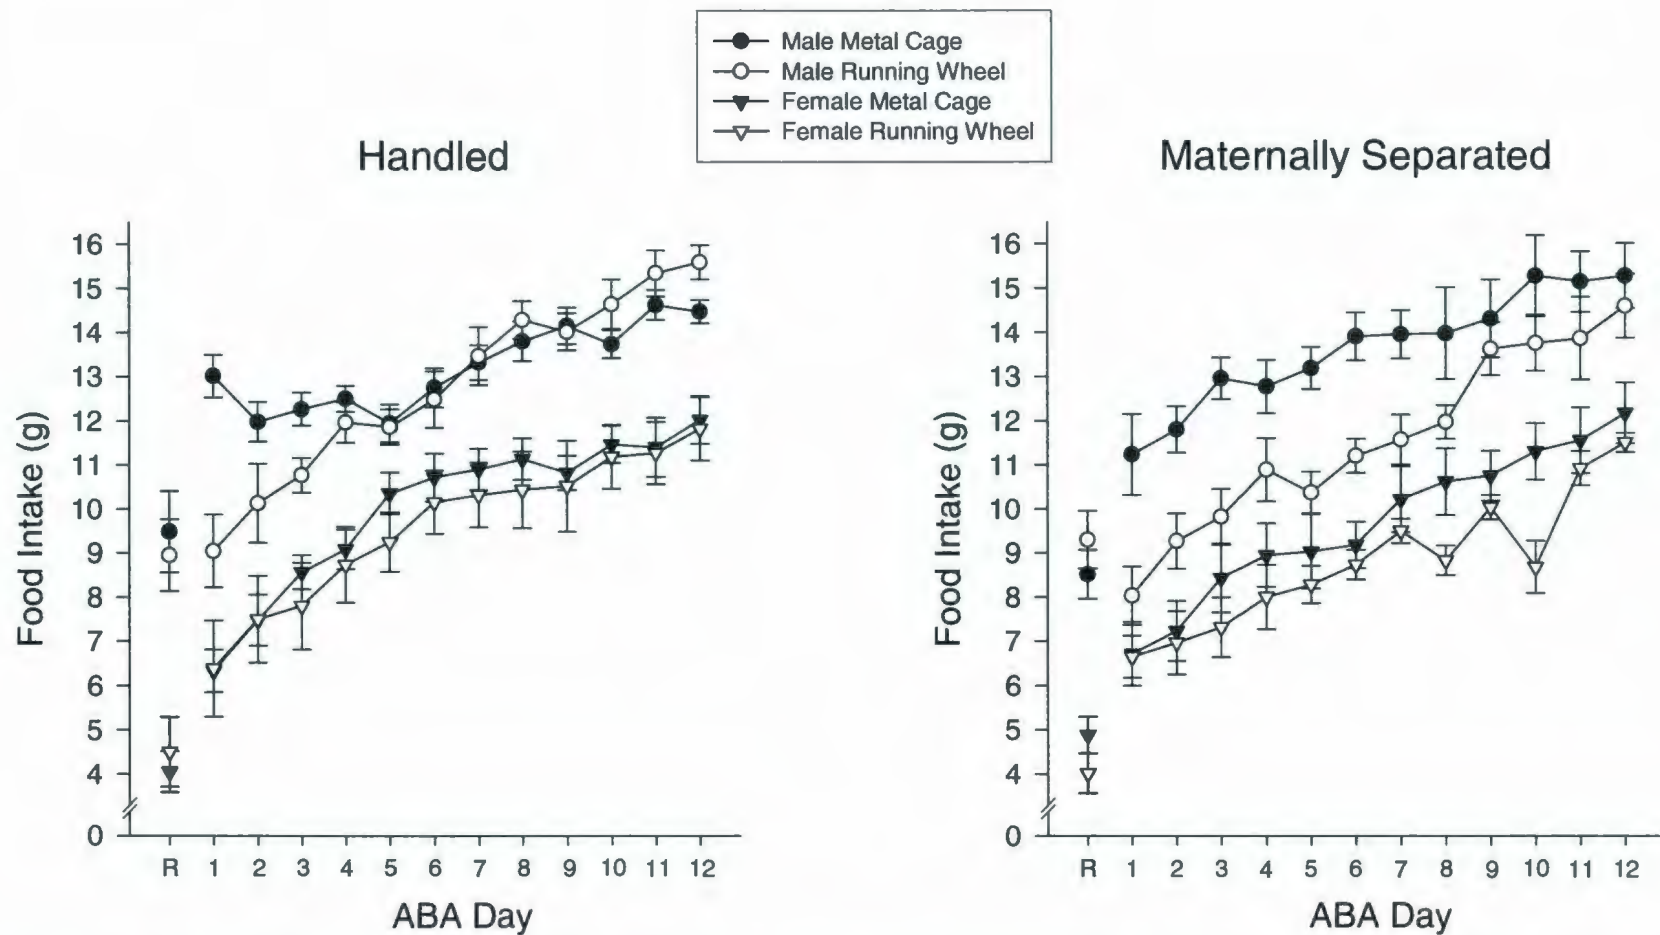 Male Metal Cage
Male Running Wheel
Female Metal Cage
Female Running Wheel
Handled
Maternally Separated
Food Intake (g)
16
15
14
13
12
11
10
9
8
7
6
5
4
0
R 1 2 3 4 5 6 7 8 9 10 11 12
ABA Day
Food Intake (g)
16
15
14
13
12
11
10
9
8
7
6
5
4
0
R 1 2 3 4 5 6 7 8 9 10 11 12
ABA Day